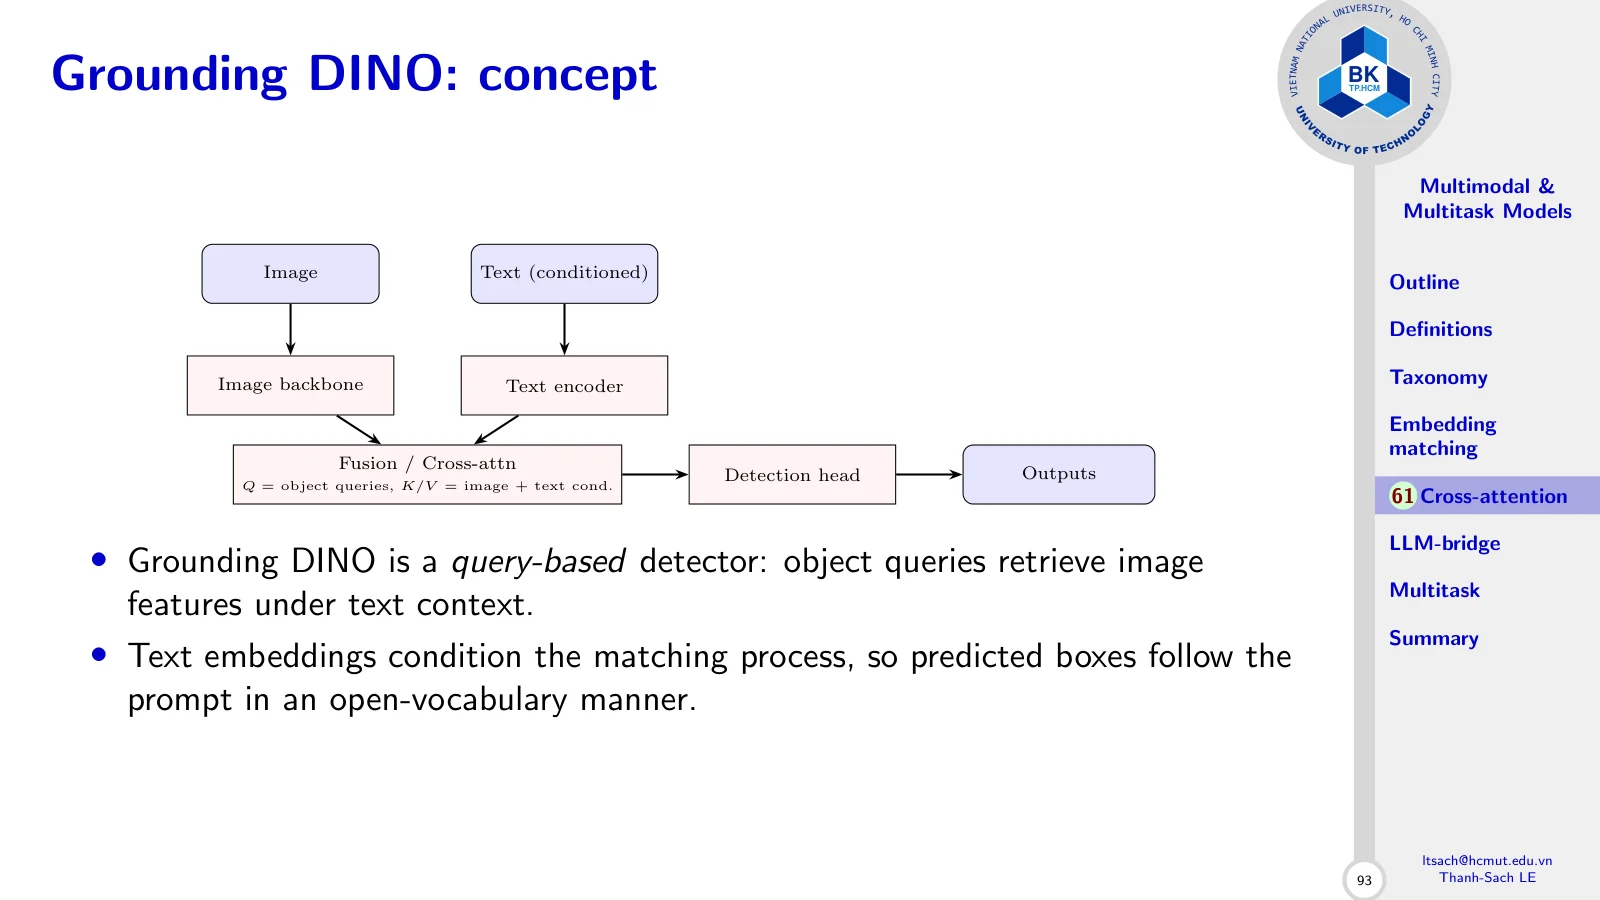 Grounding DINO: concept
Image
Text (conditioned)
Image backbone
Text encoder
Fusion / Cross-attn
Q = object queries, K/V = image + text cond.
Detection head
Outputs
• Grounding DINO is a query-based detector: object queries retrieve image
features under text context.
• Text embeddings condition the matching process, so predicted boxes follow the
prompt in an open-vocabulary manner.
VIETNAM NATIONAL UNIVERSITY, HO CHI MINH CITY
BK
TP.HCM
UNIVERSITY OF TECHNOLOGY
Multimodal &
Multitask Models
Outline
Definitions
Taxonomy
Embedding
matching
61 Cross-attention
LLM-bridge
Multitask
Summary
ltsach@hcmut.edu.vn
Thanh-Sach LE
93